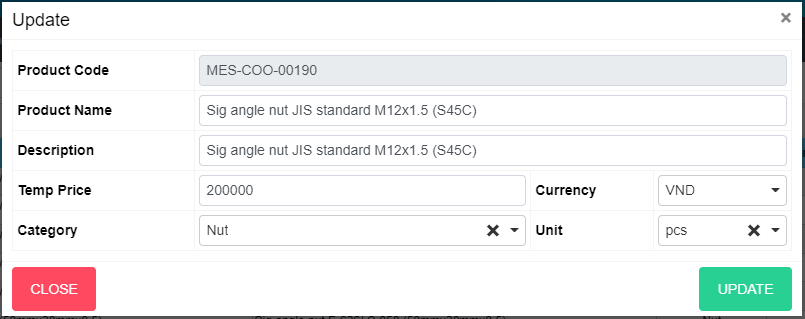 Update ×
Product Code MES-COO-00190
Product Name Sig angle nut JIS standard M12x1.5 (S45C)
Description Sig angle nut JIS standard M12x1.5 (S45C)
Temp Price 200000 Currency VND
Category Nut Unit pcs
CLOSE UPDATE